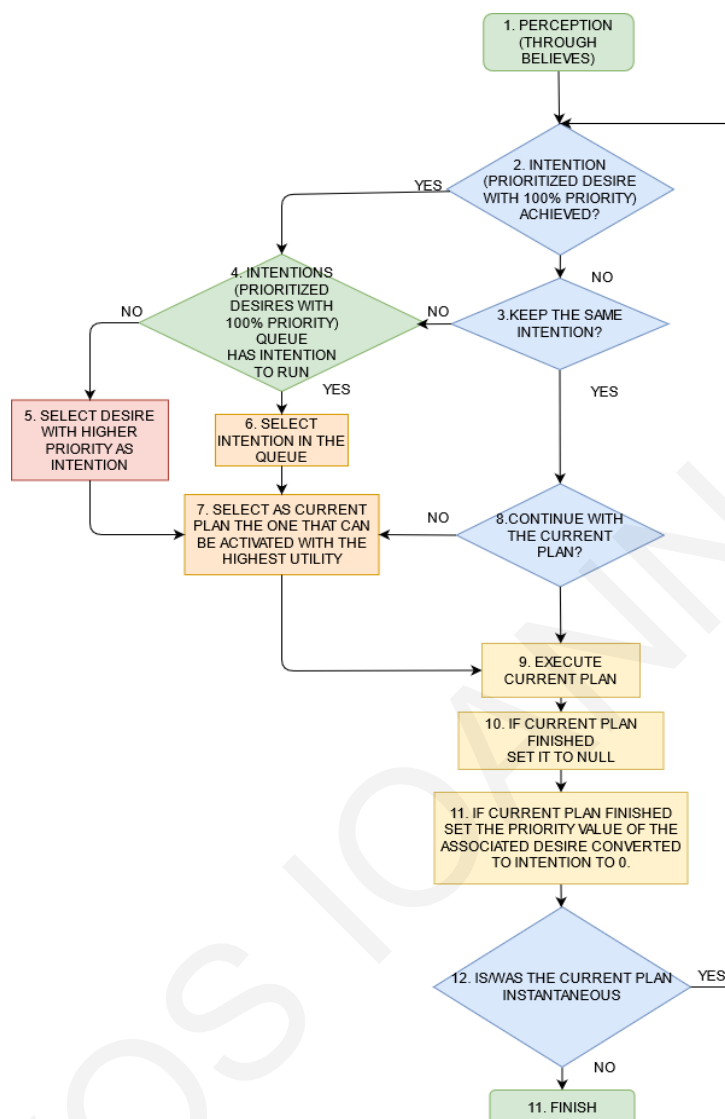 1. PERCEPTION
(THROUGH
BELIEVES)
2. INTENTION
(PRIORITIZED DESIRE
WITH 100% PRIORITY)
ACHIEVED?
YES
NO
4. INTENTIONS
(PRIORITIZED
DESIRES WITH
100% PRIORITY)
QUEUE
HAS INTENTION
TO RUN
NO
NO
3.KEEP THE SAME
INTENTION?
YES
YES
5. SELECT DESIRE
WITH HIGHER
PRIORITY AS
INTENTION
6. SELECT
INTENTION IN THE
QUEUE
7. SELECT AS CURRENT
PLAN THE ONE THAT CAN
BE ACTIVATED WITH THE
HIGHEST UTILITY
NO
8.CONTINUE WITH
THE CURRENT
PLAN?
9. EXECUTE
CURRENT PLAN
10. IF CURRENT PLAN
FINISHED
SET IT TO NULL
11. IF CURRENT PLAN FINISHED
SET THE PRIORITY VALUE OF THE
ASSOCIATED DESIRE CONVERTED
TO INTENTION TO 0.
12. IS/WAS THE CURRENT PLAN
INSTANTANEOUS
YES
NO
11. FINISH